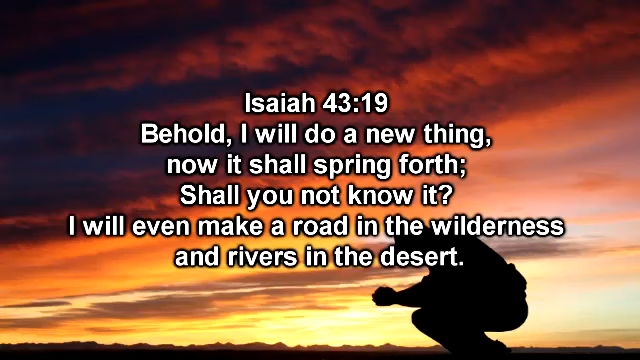 Isaiah 43:19
Behold, I will do a new thing,
now it shall spring forth;
Shall you not know it?
I will even make a road in the wilderness
and rivers in the desert.